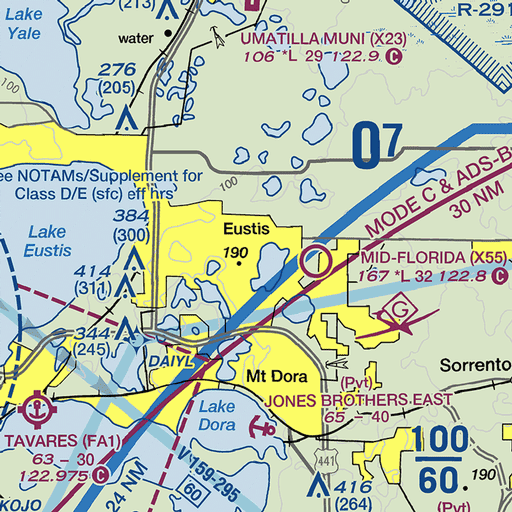 (213)
Lake
Yale
R-291
water
UMATILLA MUNI (X23)
106 *L 29 122.9 C
276
(205)
100
07
MODE C & ADS-B
30 NM
ee NOTAMs/Supplement for
Class D/E (sfc) eff hrs
100
384
(300)
Lake
Eustis
Eustis
190
MID-FLORIDA (X55)
167 *L 32 122.8 C
414
(311)
G
344
(245)
DAIYL
Mt Dora
Sorrento
(Pvt)
JONES BROTHERS EAST
65 - 40
Lake
Dora
TAVARES (FA1)
63 - 30
122.975 C
V 159-295
60
24 NM
441
100
60
190
416
(264)
(Pvt)
KOJO